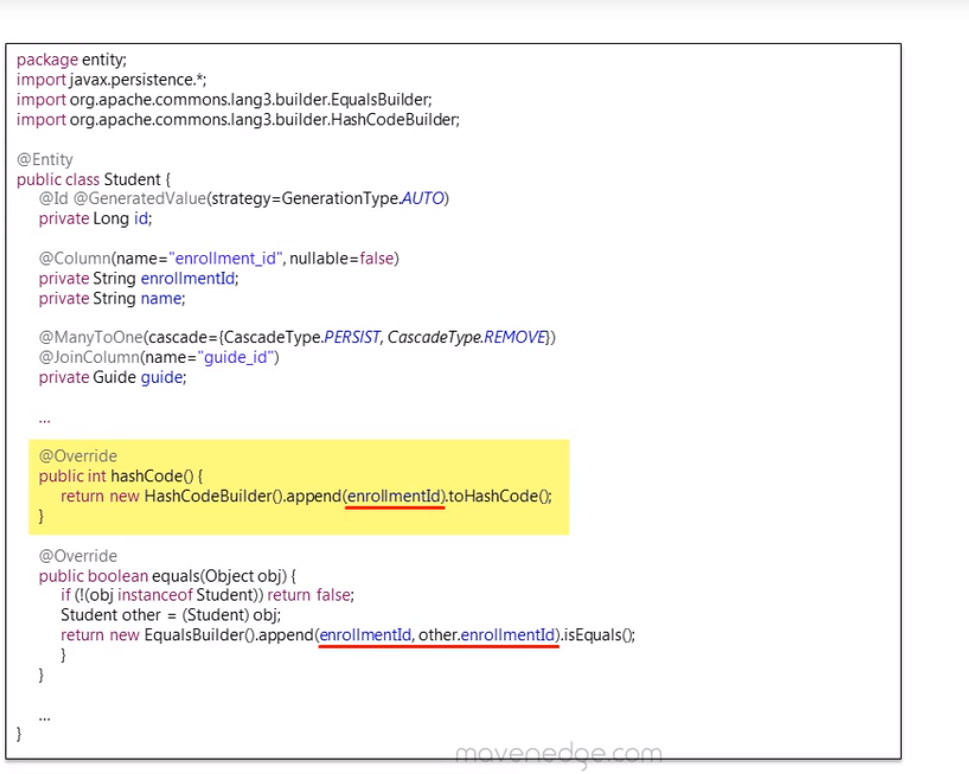 package entity;
import javax.persistence.*;
import org.apache.commons.lang3.builder.EqualsBuilder;
import org.apache.commons.lang3.builder.HashCodeBuilder;
@Entity
public class Student {
@Id @GeneratedValue(strategy=GenerationType.AUTO)
private Long id;
@Column(name="enrollment_id", nullable=false)
private String enrollmentId;
private String name;
@ManyToOne(cascade={CascadeType.PERSIST, CascadeType.REMOVE})
@JoinColumn(name="guide_id")
private Guide guide;
...
@Override
public int hashCode() {
return new HashCodeBuilder().append(enrollmentId).toHashCode();
}
@Override
public boolean equals(Object obj) {
if (!(obj instanceof Student)) return false;
Student other = (Student) obj;
return new EqualsBuilder().append(enrollmentId, other.enrollmentId).isEquals();
}
}
...
}
mavenedge.com